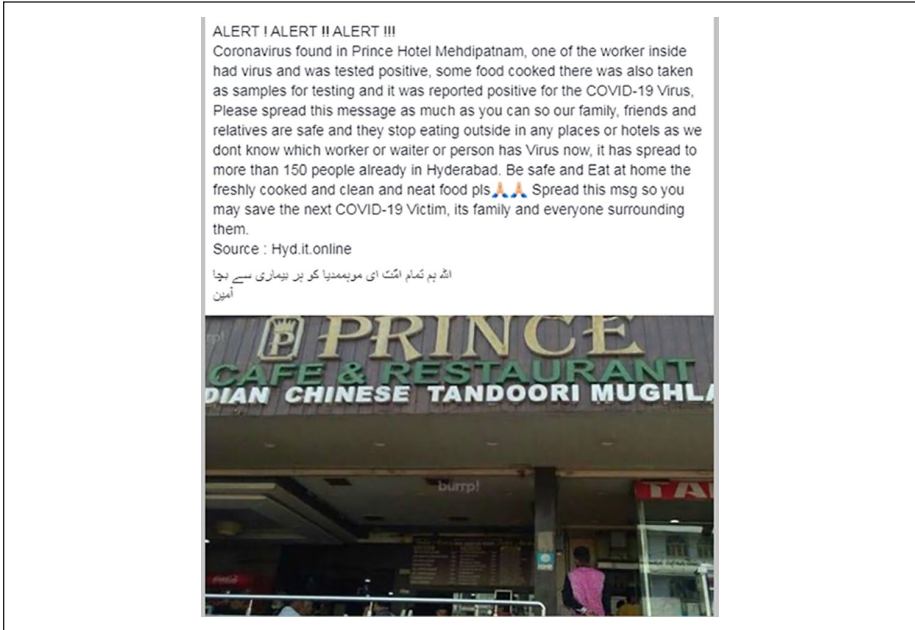 ALERT ! ALERT !! ALERT !!!
Coronavirus found in Prince Hotel Mehdipatnam, one of the worker inside
had virus and was tested positive, some food cooked there was also taken
as samples for testing and it was reported positive for the COVID-19 Virus,
Please spread this message as much as you can so our family, friends and
relatives are safe and they stop eating outside in any places or hotels as we
dont know which worker or waiter or person has Virus now, it has spread to
more than 150 people already in Hyderabad. Be safe and Eat at home the
freshly cooked and clean and neat food pls🙏🙏 Spread this msg so you
may save the next COVID-19 Victim, its family and everyone surrounding
them.
Source : Hyd.it.online
اللہ ہم تمام امّت ای موہممدیا کو ہر بیماری سے بچا
آمین
rp!
P PRINCE
CAFE & RESTAURANT
DIAN CHINESE TANDOORI MUGHLA
burrp!
TA